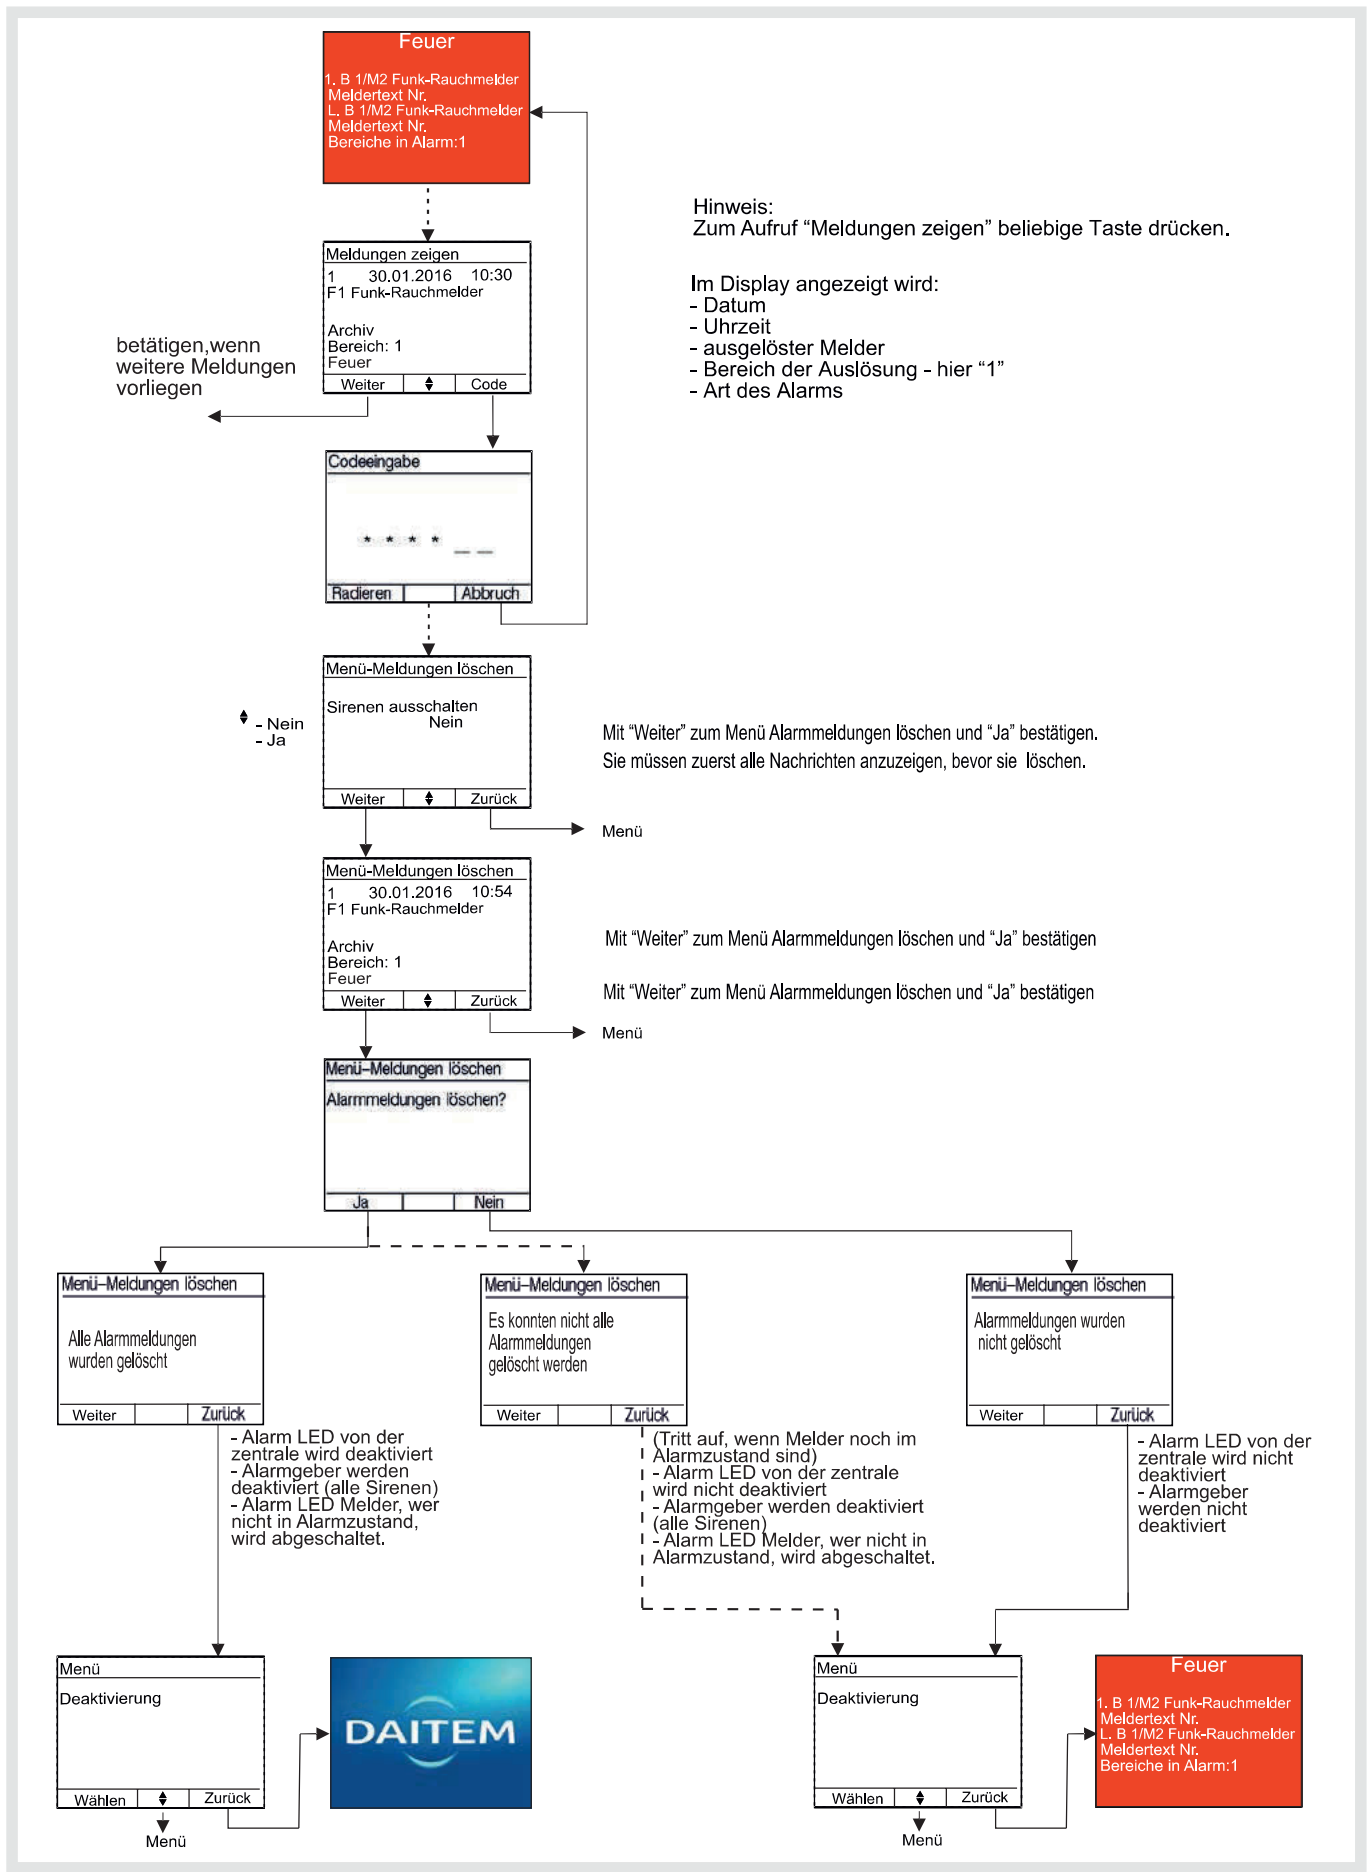 Feuer
1. B 1/M2 Funk-Rauchmelder
Meldertext Nr.
L. B 1/M2 Funk-Rauchmelder
Meldertext Nr.
Bereiche in Alarm:1
Hinweis:
Zum Aufruf “Meldungen zeigen” beliebige Taste drücken.
Im Display angezeigt wird:
- Datum
- Uhrzeit
- ausgelöster Melder
- Bereich der Auslösung - hier “1”
- Art des Alarms
Meldungen zeigen
1 30.01.2016 10:30
F1 Funk-Rauchmelder
Archiv
Bereich: 1
Feuer
Weiter Code
betätigen,wenn
weitere Meldungen
vorliegen
Codeeingabe
* * * * _ _
Radieren Abbruch
Menü-Meldungen löschen
Sirenen ausschalten
Nein
Weiter Zurück
- Nein
- Ja
Mit “Weiter” zum Menü Alarmmeldungen löschen und “Ja” bestätigen.
Sie müssen zuerst alle Nachrichten anzuzeigen, bevor sie löschen.
Menü
Menü-Meldungen löschen
1 30.01.2016 10:54
F1 Funk-Rauchmelder
Archiv
Bereich: 1
Feuer
Weiter Zurück
Mit “Weiter” zum Menü Alarmmeldungen löschen und “Ja” bestätigen
Mit “Weiter” zum Menü Alarmmeldungen löschen und “Ja” bestätigen
Menü
Menü-Meldungen löschen
Alarmmeldungen löschen?
Ja Nein
Menü-Meldungen löschen
Alle Alarmmeldungen
wurden gelöscht
Weiter Zurück
- Alarm LED von der
zentrale wird deaktiviert
- Alarmgeber werden
deaktiviert (alle Sirenen)
- Alarm LED Melder, wer
nicht in Alarmzustand,
wird abgeschaltet.
Menü-Meldungen löschen
Es konnten nicht alle
Alarmmeldungen
gelöscht werden
Weiter Zurück
(Tritt auf, wenn Melder noch im
Alarmzustand sind)
- Alarm LED von der zentrale
wird nicht deaktiviert
- Alarmgeber werden deaktiviert
(alle Sirenen)
- Alarm LED Melder, wer nicht in
Alarmzustand, wird abgeschaltet.
Menü-Meldungen löschen
Alarmmeldungen wurden
nicht gelöscht
Weiter Zurück
- Alarm LED von der
zentrale wird nicht
deaktiviert
- Alarmgeber
werden nicht
deaktiviert
Menü
Deaktivierung
Wählen Zurück
Menü
DAITEM
Menü
Deaktivierung
Wählen Zurück
Menü
Feuer
1. B 1/M2 Funk-Rauchmelder
Meldertext Nr.
L. B 1/M2 Funk-Rauchmelder
Meldertext Nr.
Bereiche in Alarm:1